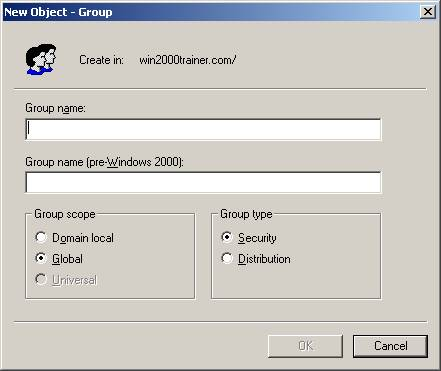 New Object - Group
Create in: win2000trainer.com/
Group name:
Group name (pre-Windows 2000):
Group scope
Domain local
Global
Universal
Group type
Security
Distribution
OK Cancel